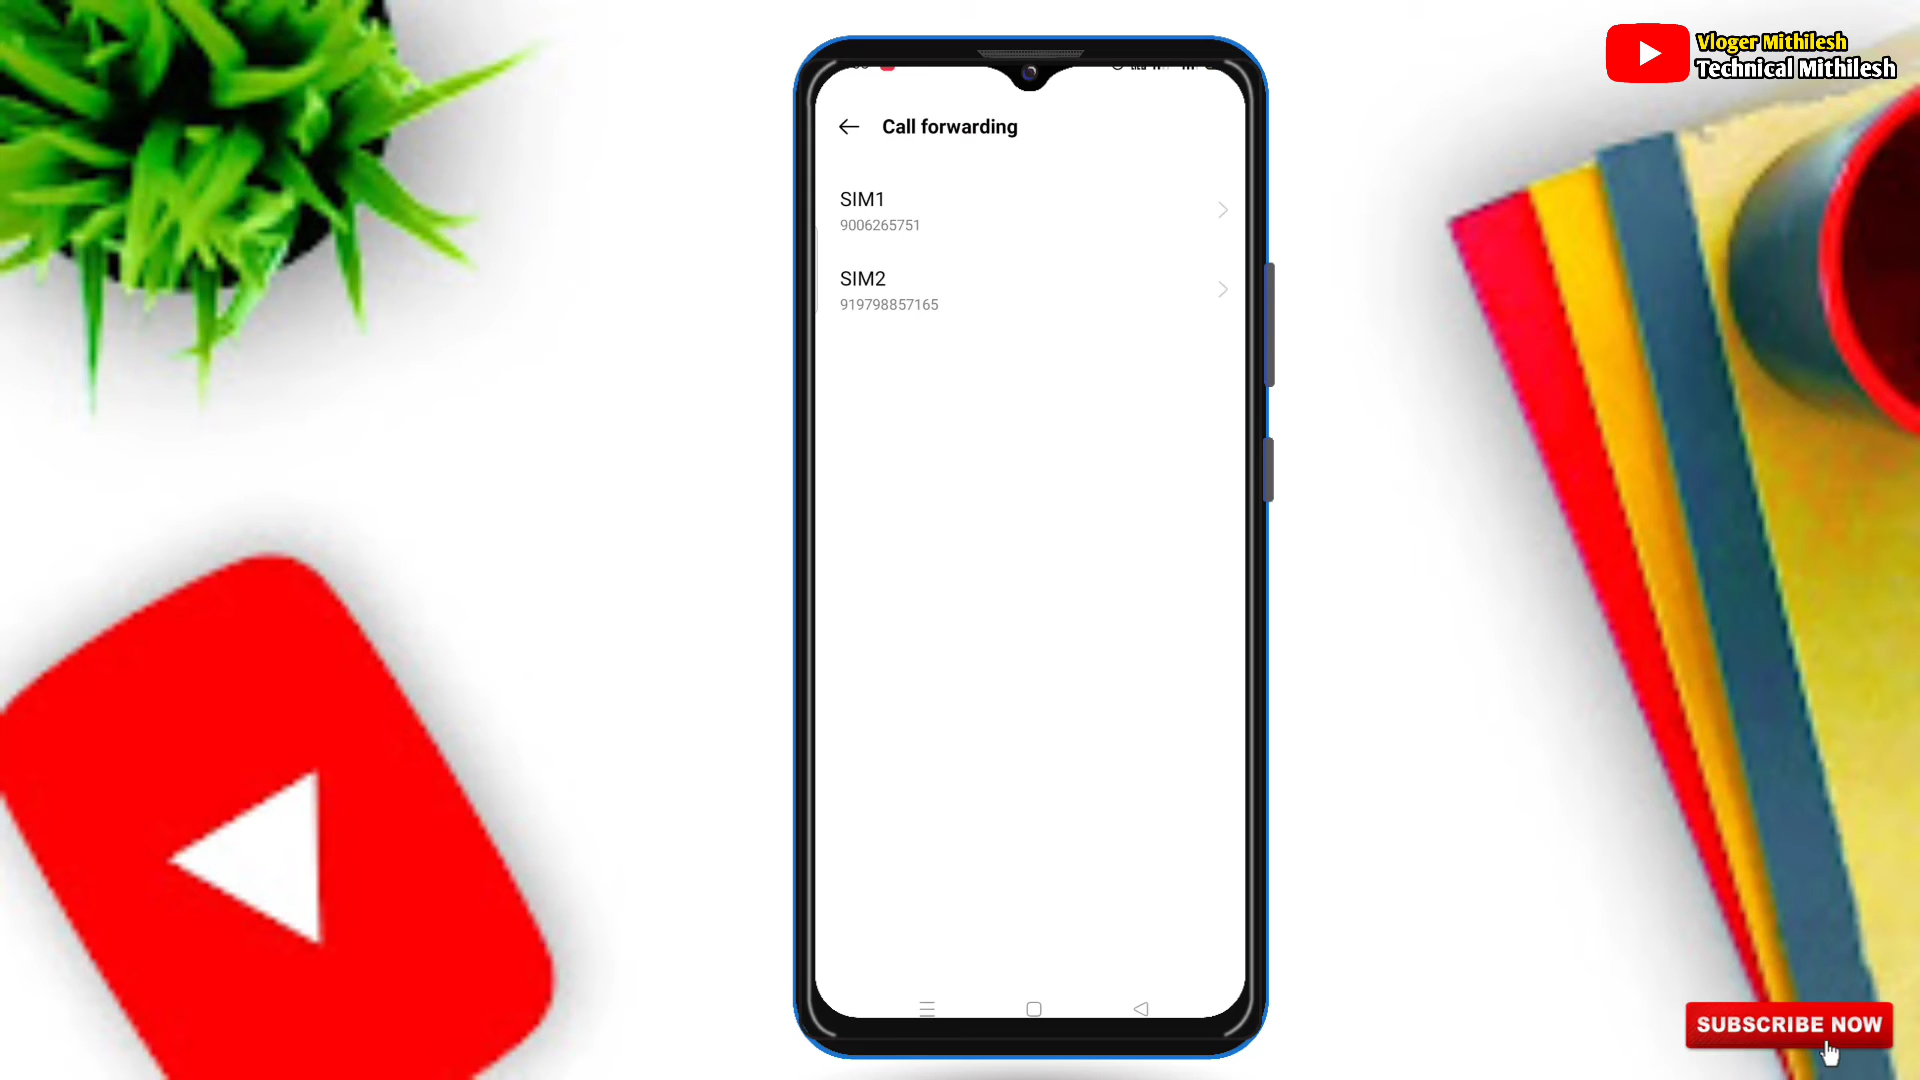 Vloger Mithilesh
Technical Mithilesh
Call forwarding
SIM1
9006265751
SIM2
919798857165
SUBSCRIBE NOW